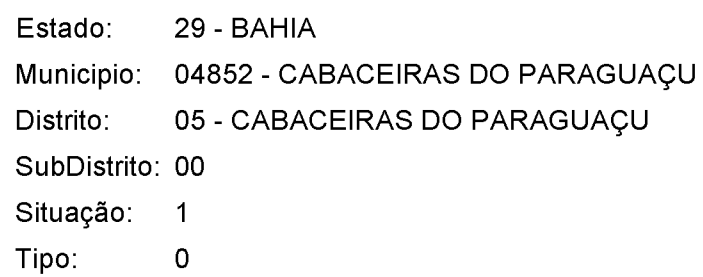 Estado: 29 - BAHIA
Municipio: 04852 - CABACEIRAS DO PARAGUAÇU
Distrito: 05 - CABACEIRAS DO PARAGUAÇU
SubDistrito: 00
Situação: 1
Tipo: 0